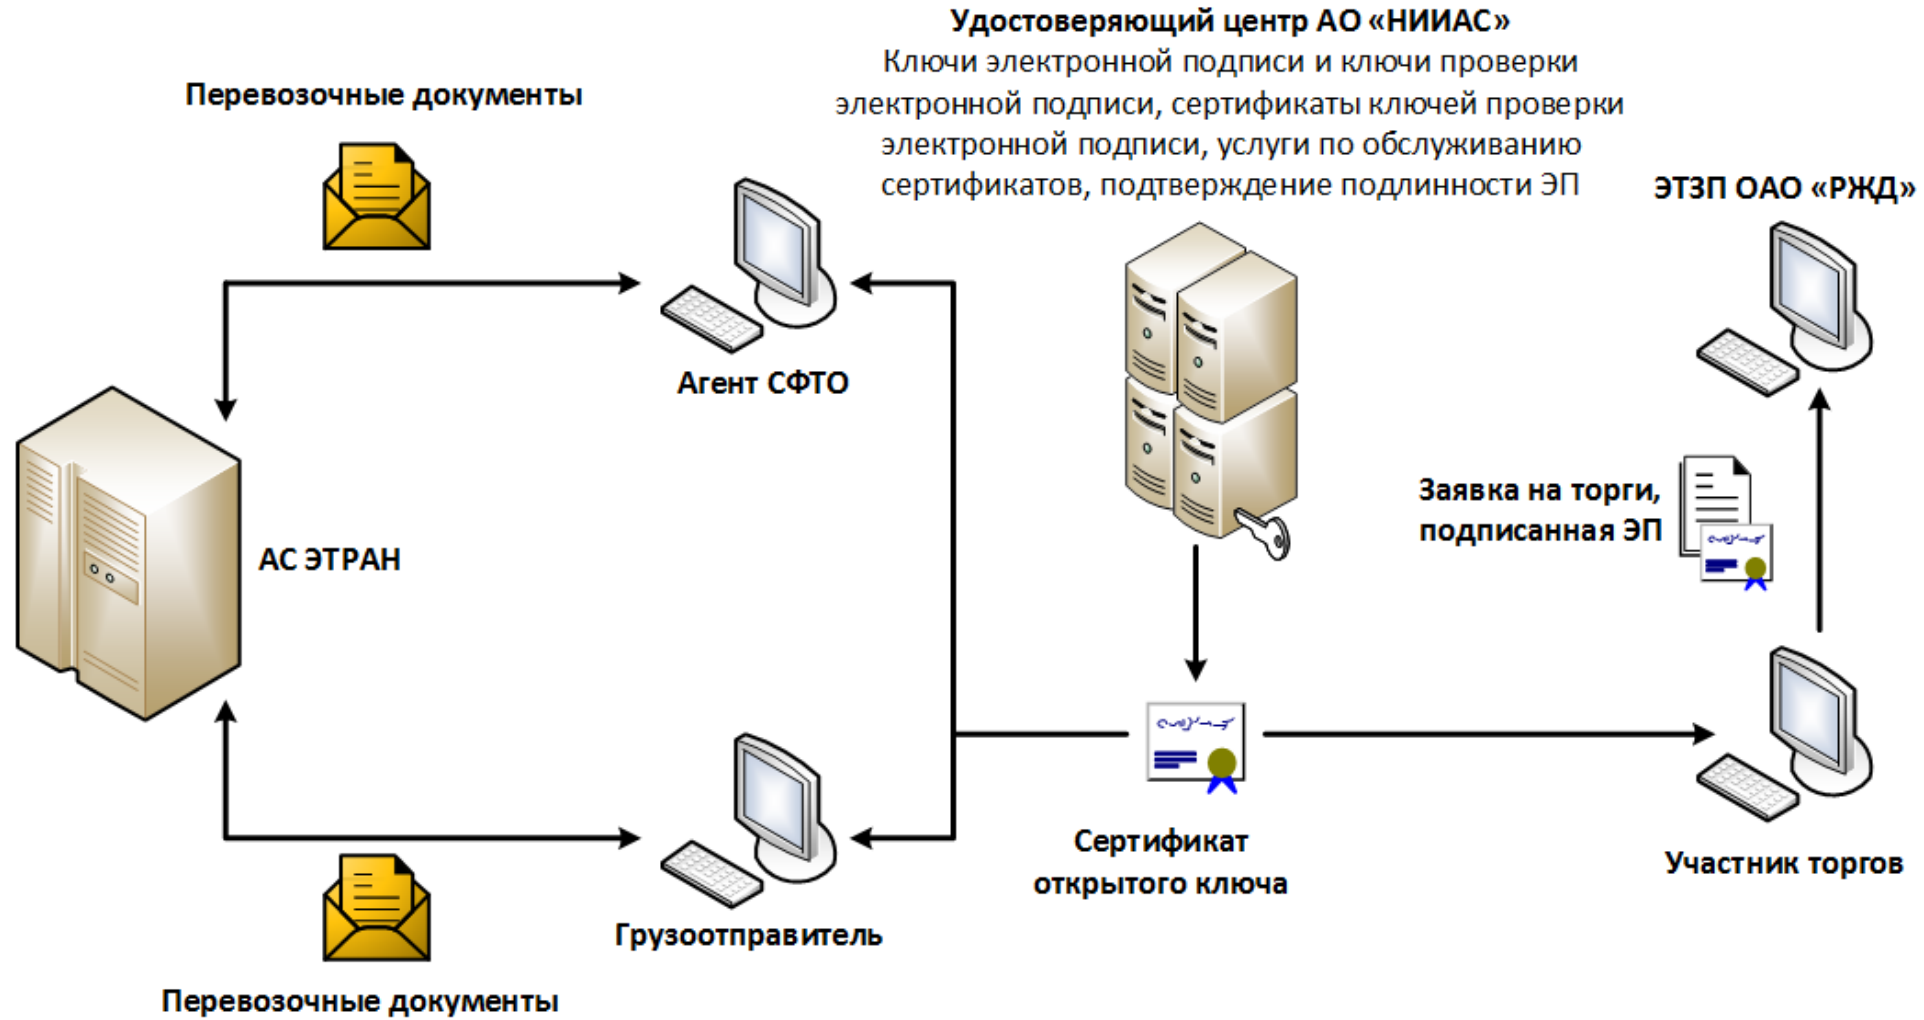 Удостоверяющий центр АО «НИИАС»
Ключи электронной подписи и ключи проверки
электронной подписи, сертификаты ключей проверки
электронной подписи, услуги по обслуживанию
сертификатов, подтверждение подлинности ЭП
Перевозочные документы
ЭТЗП ОАО «РЖД»
Агент СФТО
АС ЭТРАН
Заявка на торги,
подписанная ЭП
Сертификат
открытого ключа
Участник торгов
Грузоотправитель
Перевозочные документы